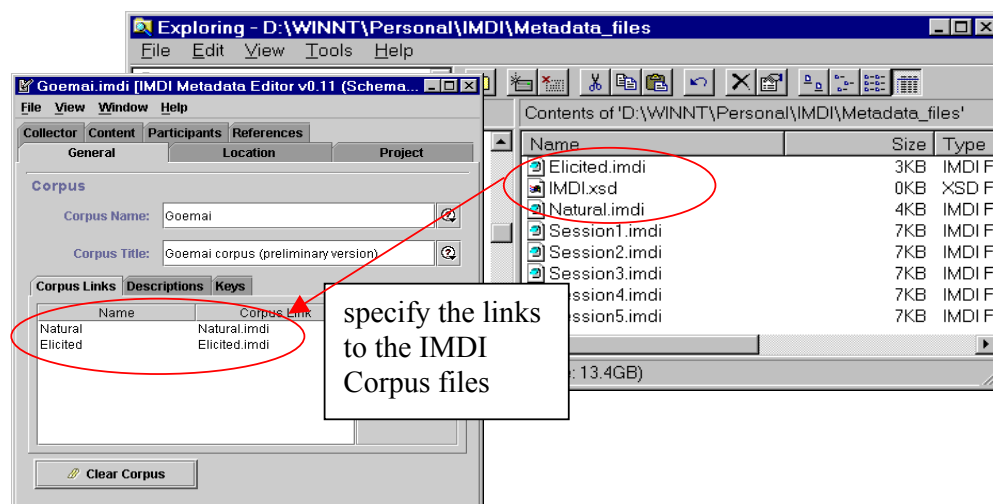 Exploring - D:\WINNT\Personal\IMDI\Metadata_files
File Edit View Tools Help
Contents of 'D:\WINNT\Personal\IMDI\Metadata_files'
Name Size Type
Elicited.imdi 3KB IMDI F
IMDI.xsd 0KB XSD F
Natural.imdi 4KB IMDI F
Session1.imdi 7KB IMDI F
Session2.imdi 7KB IMDI F
Session3.imdi 7KB IMDI F
ession4.imdi 7KB IMDI F
ession5.imdi 7KB IMDI F
: 13.4GB)
Goemai.imdi [IMDI Metadata Editor v0.11 (Schema...
File View Window Help
Collector Content Participants References
General Location Project
Corpus
Corpus Name: Goemai
Corpus Title: Goemai corpus (preliminary version)
Corpus Links Descriptions Keys
Name Corpus Link
Natural Natural.imdi
Elicited Elicited.imdi
Clear Corpus
specify the links
to the IMDI
Corpus files